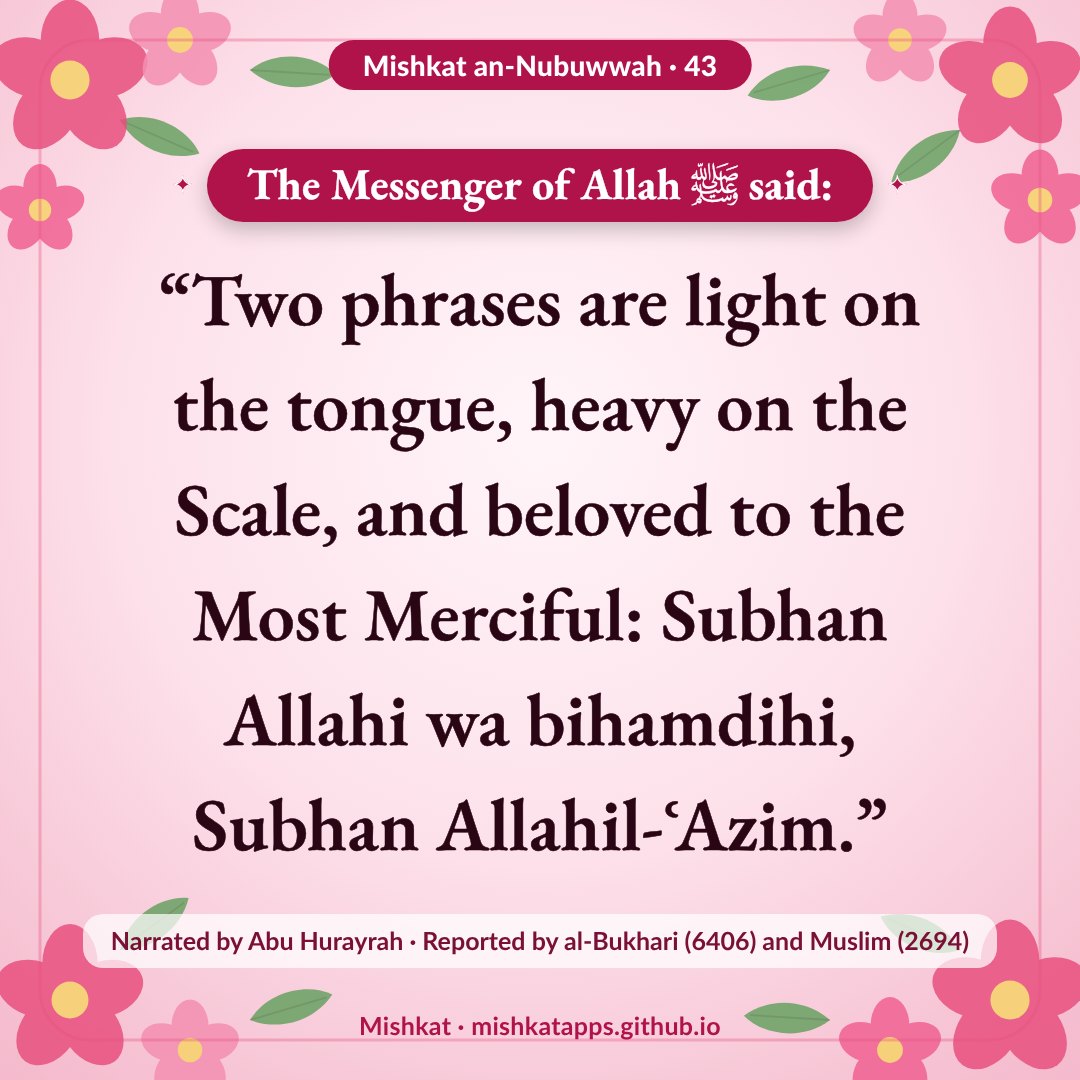 Mishkat an-Nubuwwah · 43
The Messenger of Allah ﷺ said:
“Two phrases are light on
the tongue, heavy on the
Scale, and beloved to the
Most Merciful: Subhan
Allahi wa bihamdihi,
Subhan Allahil-ʿAzim.”
Narrated by Abu Hurayrah · Reported by al-Bukhari (6406) and Muslim (2694)
Mishkat · mishkatapps.github.io